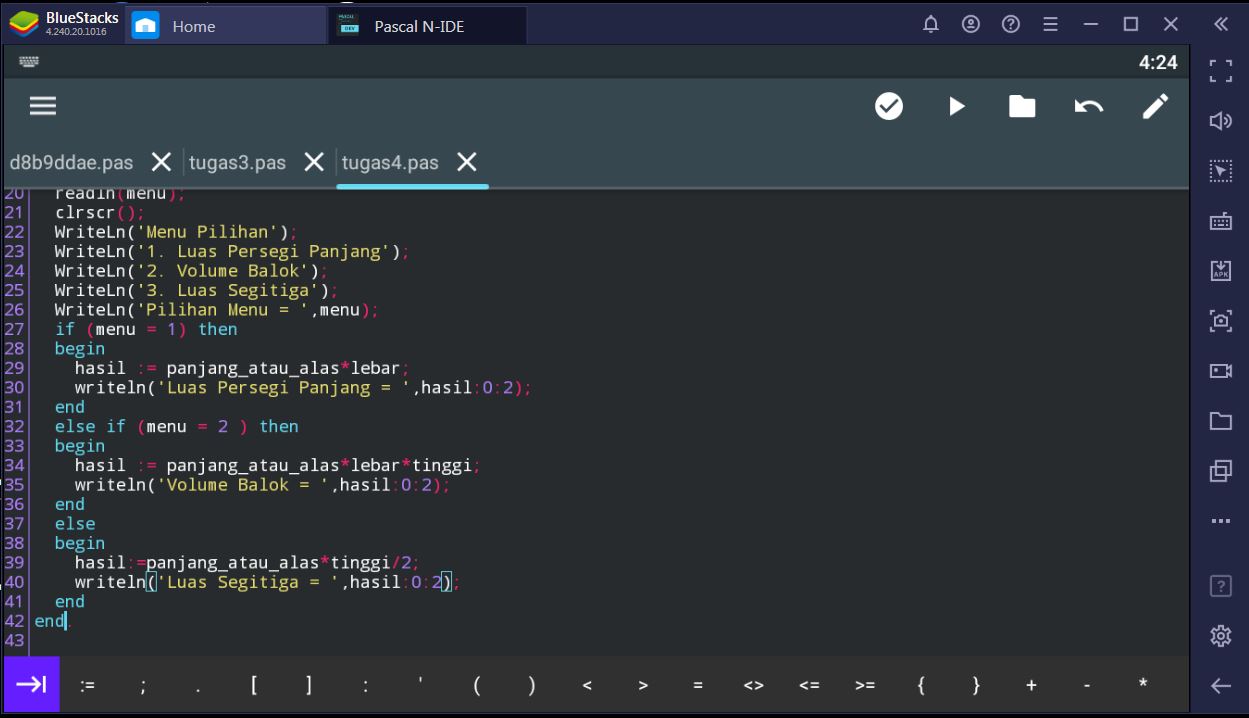 BlueStacks
4.240.20.1016
Home
Pascal N-IDE
4:24
d8b9ddae.pas
tugas3.pas
tugas4.pas
20 readln(menu);
21 clrscr();
22 WriteLn('Menu Pilihan');
23 WriteLn('1. Luas Persegi Panjang');
24 WriteLn('2. Volume Balok');
25 WriteLn('3. Luas Segitiga');
26 WriteLn('Pilihan Menu = ',menu);
27 if (menu = 1) then
28 begin
29 hasil := panjang_atau_alas*lebar;
30 writeln('Luas Persegi Panjang = ',hasil:0:2);
31 end
32 else if (menu = 2 ) then
33 begin
34 hasil := panjang_atau_alas*lebar*tinggi;
35 writeln('Volume Balok = ',hasil:0:2);
36 end
37 else
38 begin
39 hasil:=panjang_atau_alas*tinggi/2;
40 writeln('Luas Segitiga = ',hasil:0:2);
41 end
42 end.
43
:= ; . [ ] : ' ( ) < > = <> <= >= { } + - *